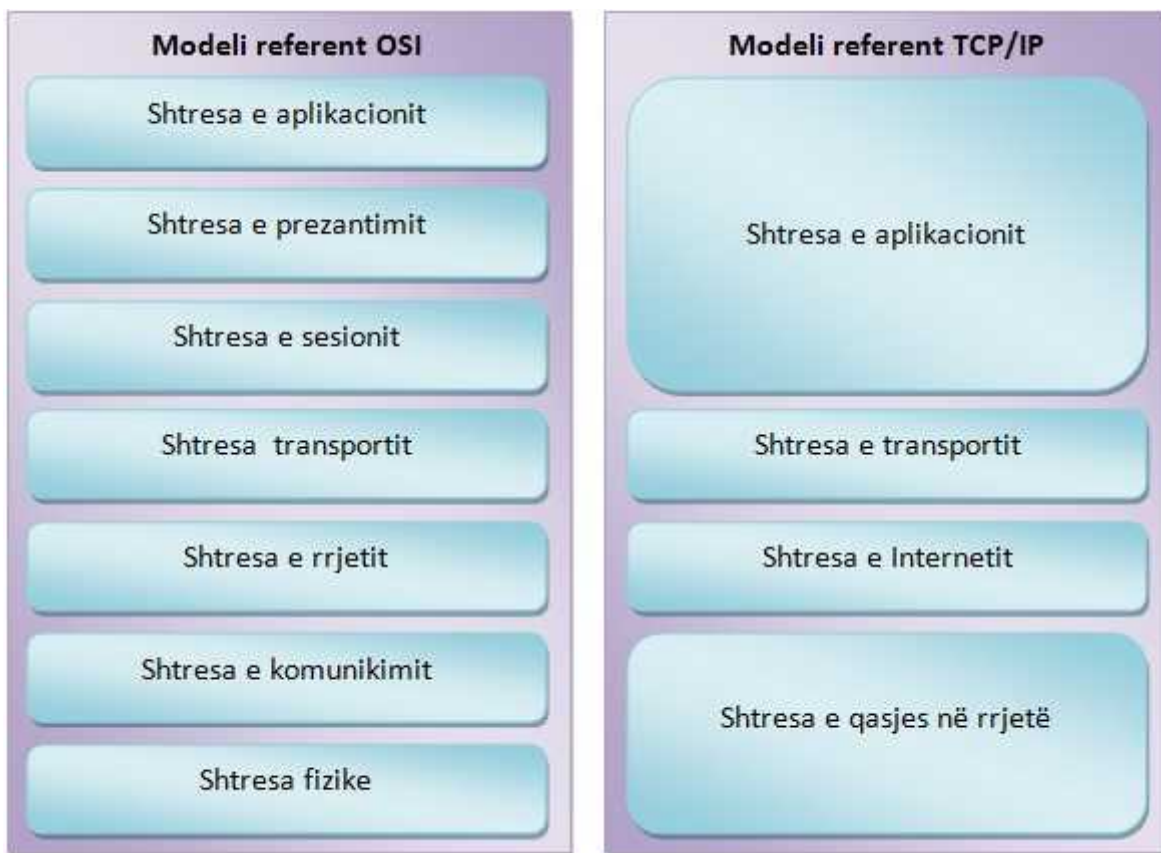 Modeli referent OSI
Shtresa e aplikacionit
Shtresa e prezantimit
Shtresa e sesionit
Shtresa transportit
Shtresa e rrjetit
Shtresa e komunikimit
Shtresa fizike
Modeli referent TCP/IP
Shtresa e aplikacionit
Shtresa e transportit
Shtresa e Internetit
Shtresa e qasjes në rrjetë